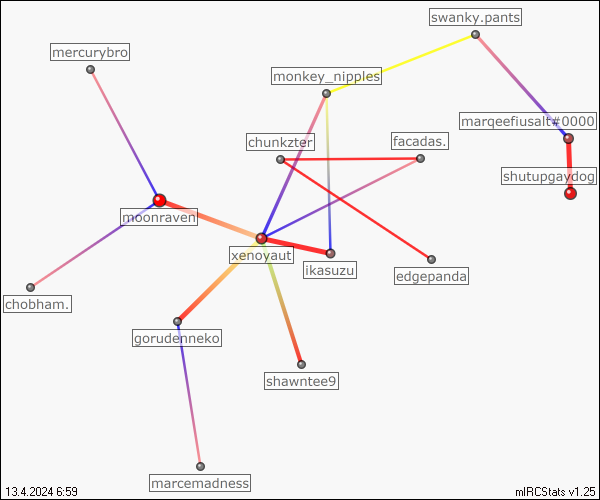 swanky.pants
mercurybro
monkey_nipples
marqeefiusalt#0000
chunkzter
facadas.
shutupgaydog
moonraven
xenoyaut
ikasuzu
edgepanda
chobham.
gorudenneko
shawntee9
marcemadness
13.4.2024 6:59
mIRCStats v1.25